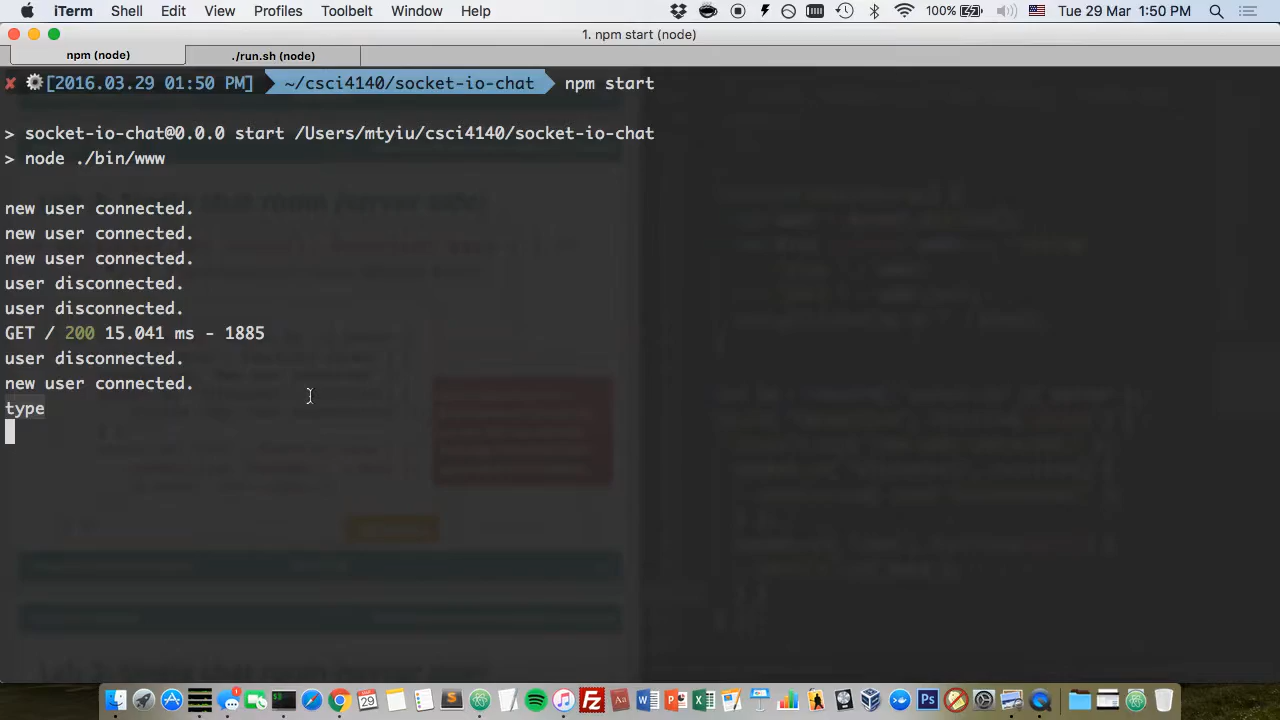 iTerm Shell Edit View Profiles Toolbelt Window Help 100% Tue 29 Mar 1:50 PM
1. npm start (node)
npm (node) ./run.sh (node)
✘ [2016.03.29 01:50 PM] ~/csci4140/socket-io-chat npm start
> socket-io-chat@0.0.0 start /Users/mtyiu/csci4140/socket-io-chat
> node ./bin/www
new user connected.
new user connected.
new user connected.
user disconnected.
user disconnected.
GET / 200 15.041 ms - 1885
user disconnected.
new user connected.
type